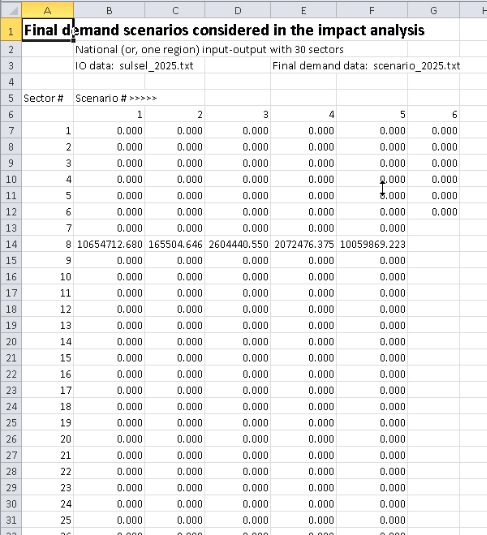 A B C D E F G H
1 Final demand scenarios considered in the impact analysis
2 National (or, one region) input-output with 30 sectors
3 IO data: sulsel_2025.txt Final demand data: scenario_2025.txt
4
5 Sector # Scenario # >>>>>
6 1 2 3 4 5 6
7 1 0.000 0.000 0.000 0.000 0.000 0.000
8 2 0.000 0.000 0.000 0.000 0.000 0.000
9 3 0.000 0.000 0.000 0.000 0.000 0.000
10 4 0.000 0.000 0.000 0.000 0.000 0.000
11 5 0.000 0.000 0.000 0.000 0.000 0.000
12 6 0.000 0.000 0.000 0.000 0.000 0.000
13 7 0.000 0.000 0.000 0.000 0.000
14 8 10654712.680 165504.646 2604440.550 2072476.375 10059869.223
15 9 0.000 0.000 0.000 0.000 0.000
16 10 0.000 0.000 0.000 0.000 0.000
17 11 0.000 0.000 0.000 0.000 0.000
18 12 0.000 0.000 0.000 0.000 0.000
19 13 0.000 0.000 0.000 0.000 0.000
20 14 0.000 0.000 0.000 0.000 0.000
21 15 0.000 0.000 0.000 0.000 0.000
22 16 0.000 0.000 0.000 0.000 0.000
23 17 0.000 0.000 0.000 0.000 0.000
24 18 0.000 0.000 0.000 0.000 0.000
25 19 0.000 0.000 0.000 0.000 0.000
26 20 0.000 0.000 0.000 0.000 0.000
27 21 0.000 0.000 0.000 0.000 0.000
28 22 0.000 0.000 0.000 0.000 0.000
29 23 0.000 0.000 0.000 0.000 0.000
30 24 0.000 0.000 0.000 0.000 0.000
31 25 0.000 0.000 0.000 0.000 0.000